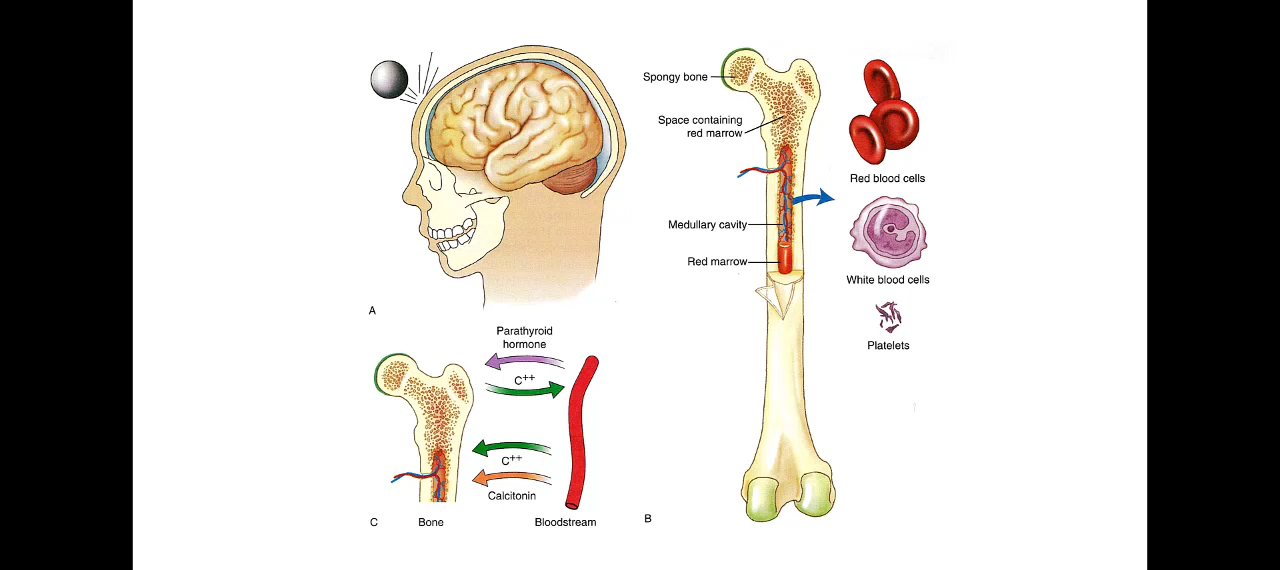 A
Spongy bone
Space containing
red marrow
Medullary cavity
Red marrow
Red blood cells
White blood cells
Platelets
B
Parathyroid
hormone
C++
C++
Calcitonin
C
Bone
Bloodstream